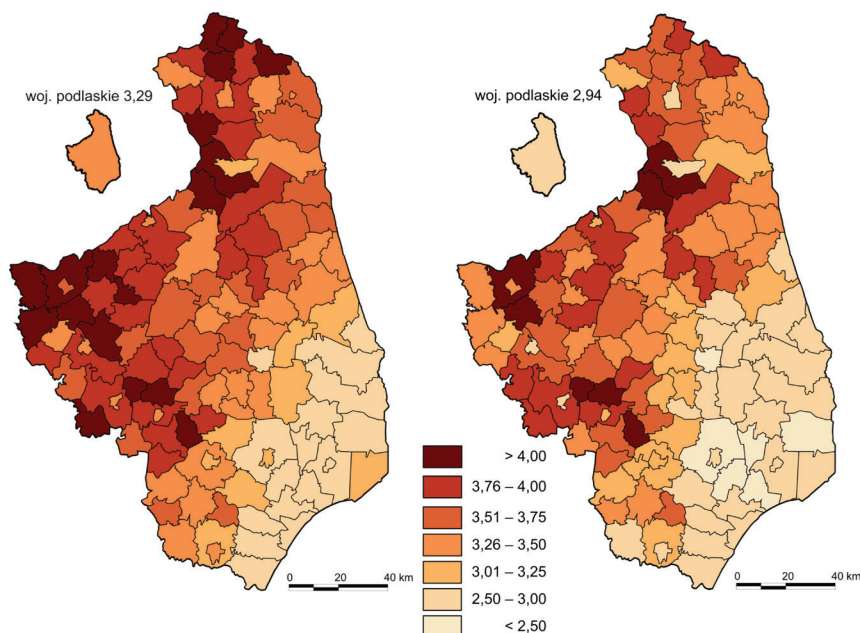 woj. podlaskie 3,29
woj. podlaskie 2,94
> 4,00
3,76 – 4,00
3,51 – 3,75
3,26 – 3,50
3,01 – 3,25
2,50 – 3,00
< 2,50
0 20 40 km
0 20 40 km